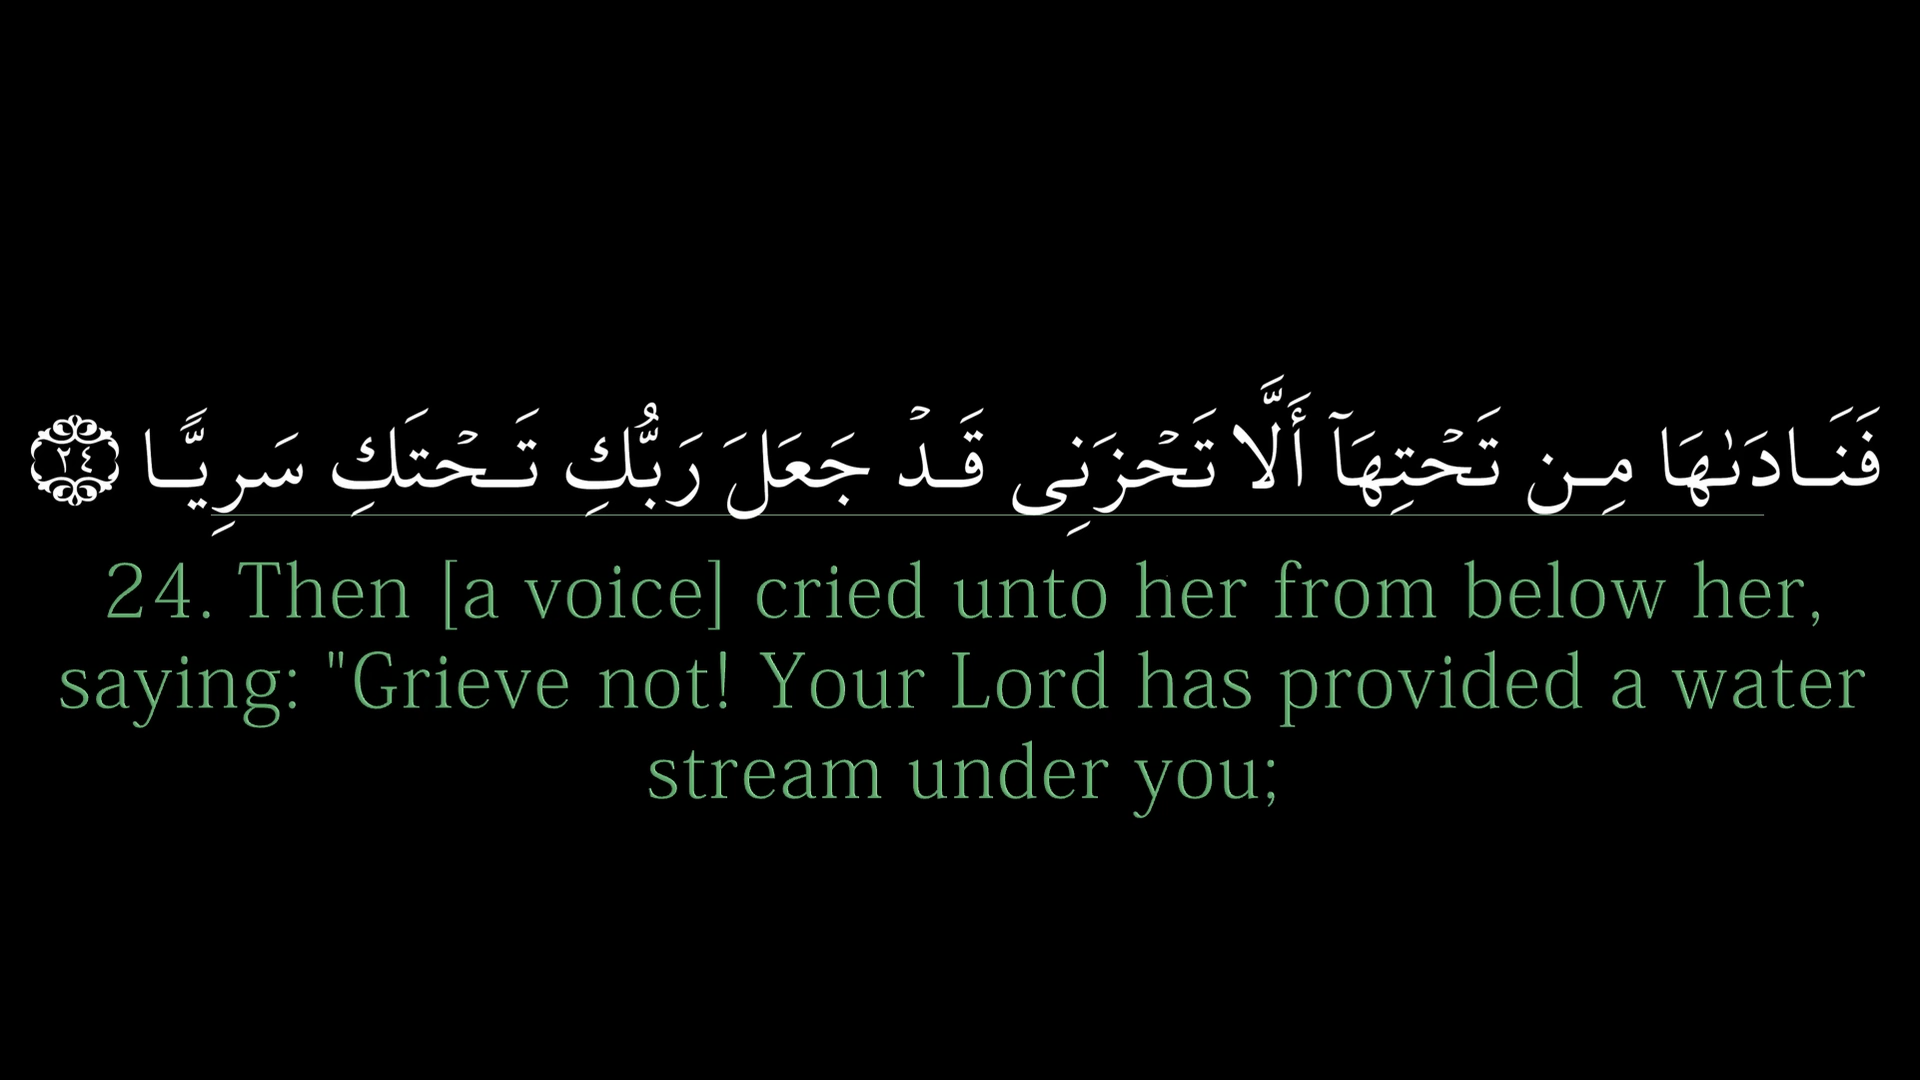 فَنَادَىٰهَا مِن تَحْتِهَآ أَلَّا تَحْزَنِى قَدْ جَعَلَ رَبُّكِ تَحْتَكِ سَرِيًّا ٢٤
24. Then [a voice] cried unto her from below her,
saying: "Grieve not! Your Lord has provided a water
stream under you;